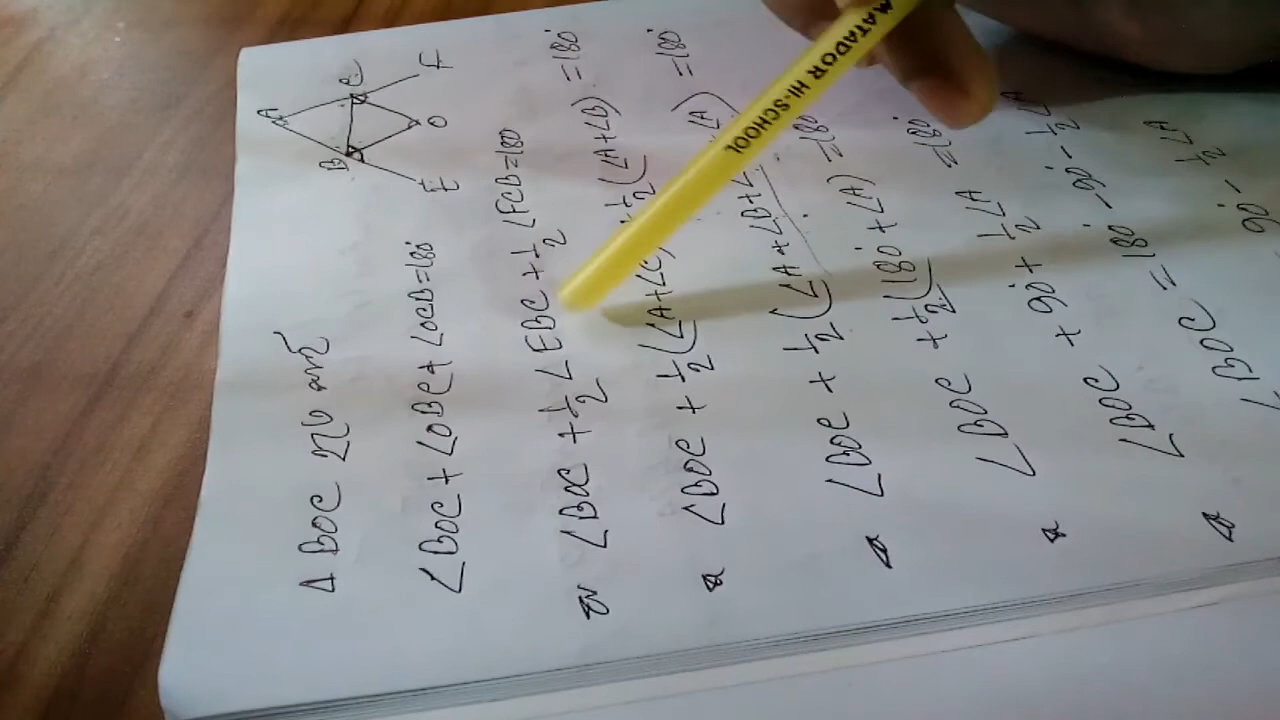 A
B
C
E
O
F
Δ BOC
∠BOC + ∠OBC + ∠OCB = 180°
বা ∠BOC + ½ ∠EBC + ½ ∠FCB = 180
বা ∠BOC + ½ (∠A+∠C) + ½ (∠A+∠B) = 180°
বা ∠BOC + ½ (∠A+∠B+∠ ∠A) = 180°
∠BOC + ½ (180° + ∠A) = 180°
বা ∠BOC + 90° + ½ ∠A = 180°
বা ∠BOC = 180° - 90° - ½ ∠A
∠BOC 90° - ½ ∠A
MATADOR HI-SCHOOL